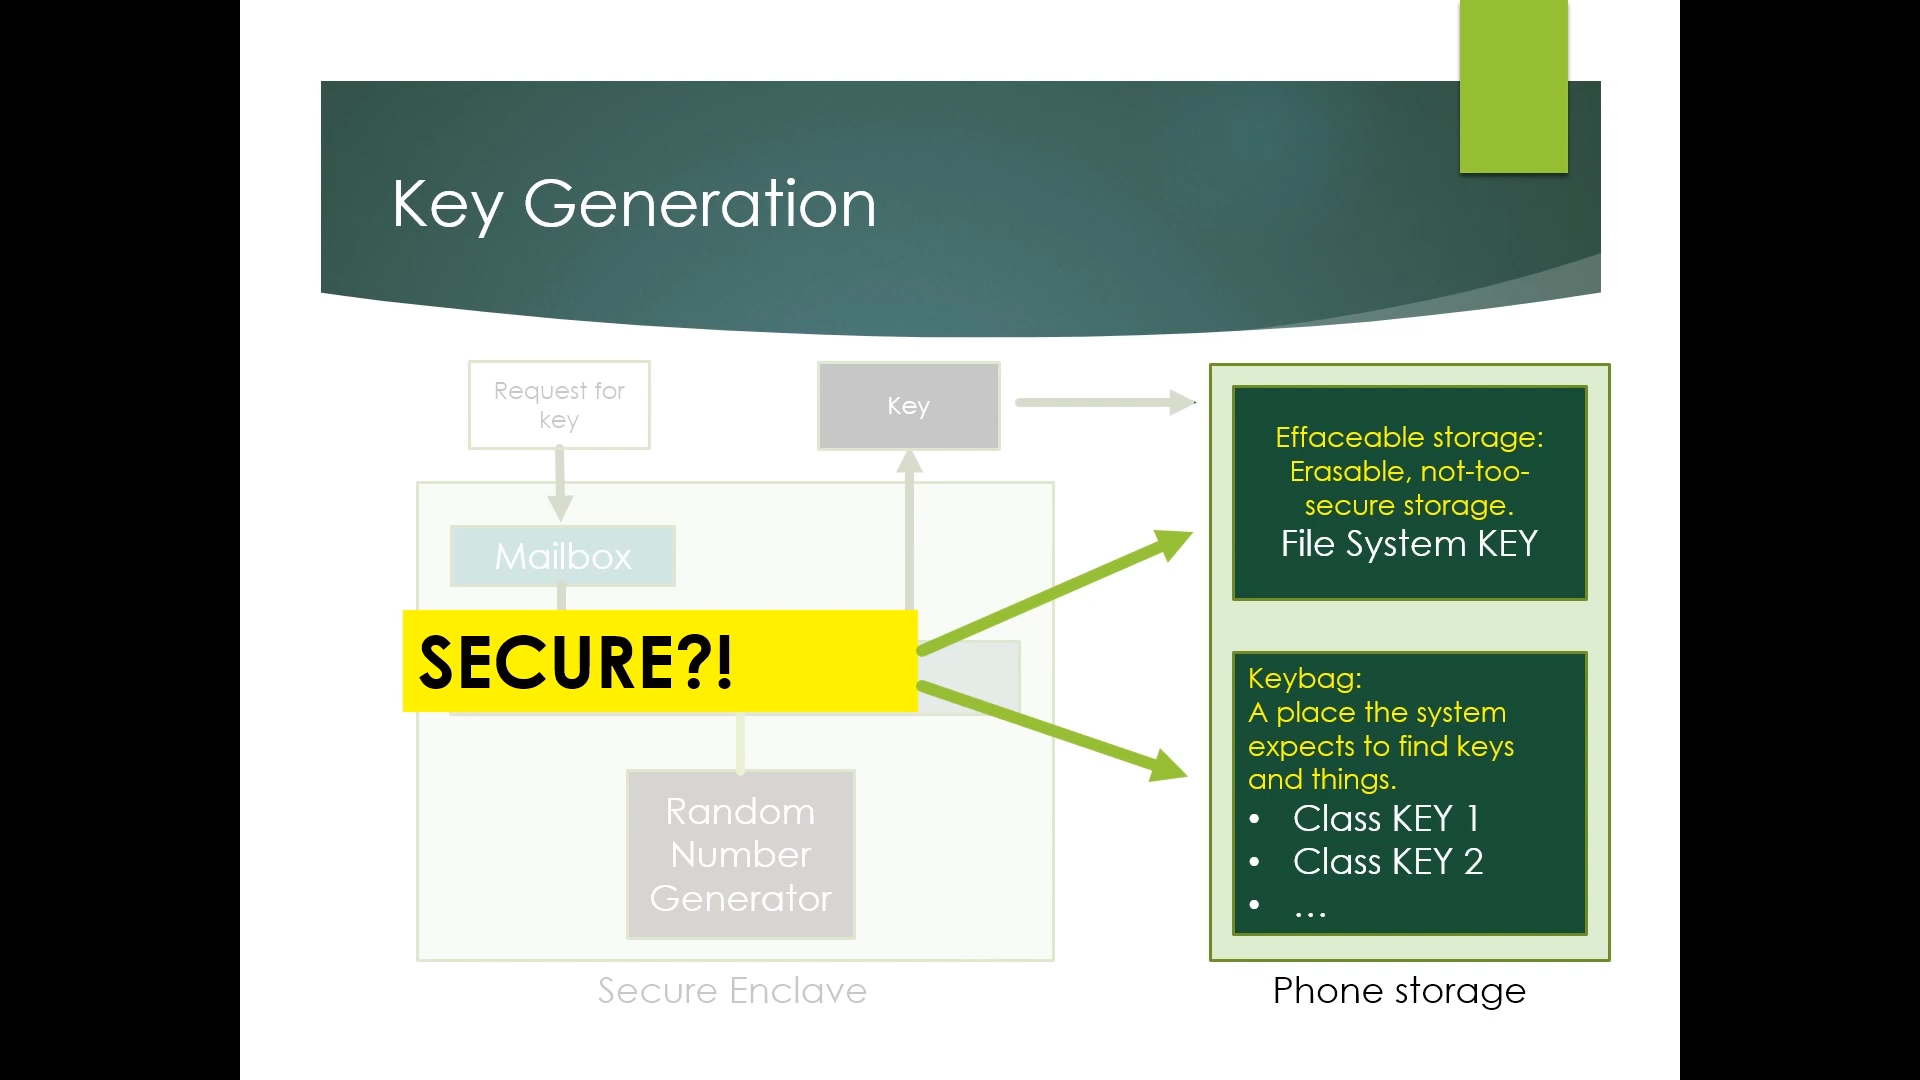 Key Generation
Request for
key
Key
Mailbox
SECURE?!
Random
Number
Generator
Secure Enclave
Effaceable storage:
Erasable, not-too-
secure storage.
File System KEY
Keybag:
A place the system
expects to find keys
and things.
• Class KEY 1
• Class KEY 2
• …
Phone storage